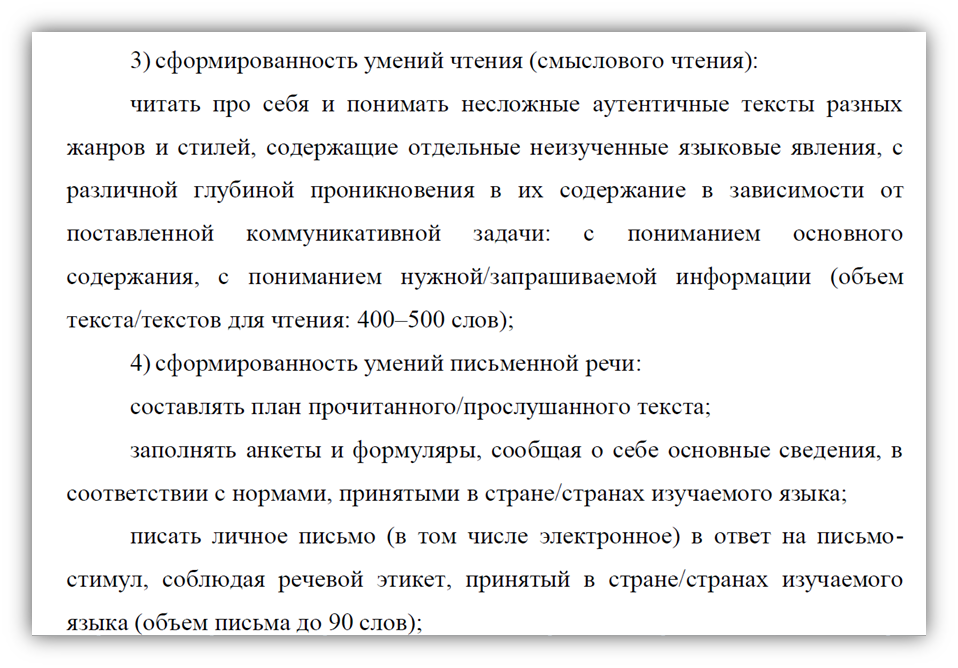 3) сформированность умений чтения (смыслового чтения):
читать про себя и понимать несложные аутентичные тексты разных
жанров и стилей, содержащие отдельные неизученные языковые явления, с
различной глубиной проникновения в их содержание в зависимости от
поставленной коммуникативной задачи: с пониманием основного
содержания, с пониманием нужной/запрашиваемой информации (объем
текста/текстов для чтения: 400–500 слов);
4) сформированность умений письменной речи:
составлять план прочитанного/прослушанного текста;
заполнять анкеты и формуляры, сообщая о себе основные сведения, в
соответствии с нормами, принятыми в стране/странах изучаемого языка;
писать личное письмо (в том числе электронное) в ответ на письмо-
стимул, соблюдая речевой этикет, принятый в стране/странах изучаемого
языка (объем письма до 90 слов);